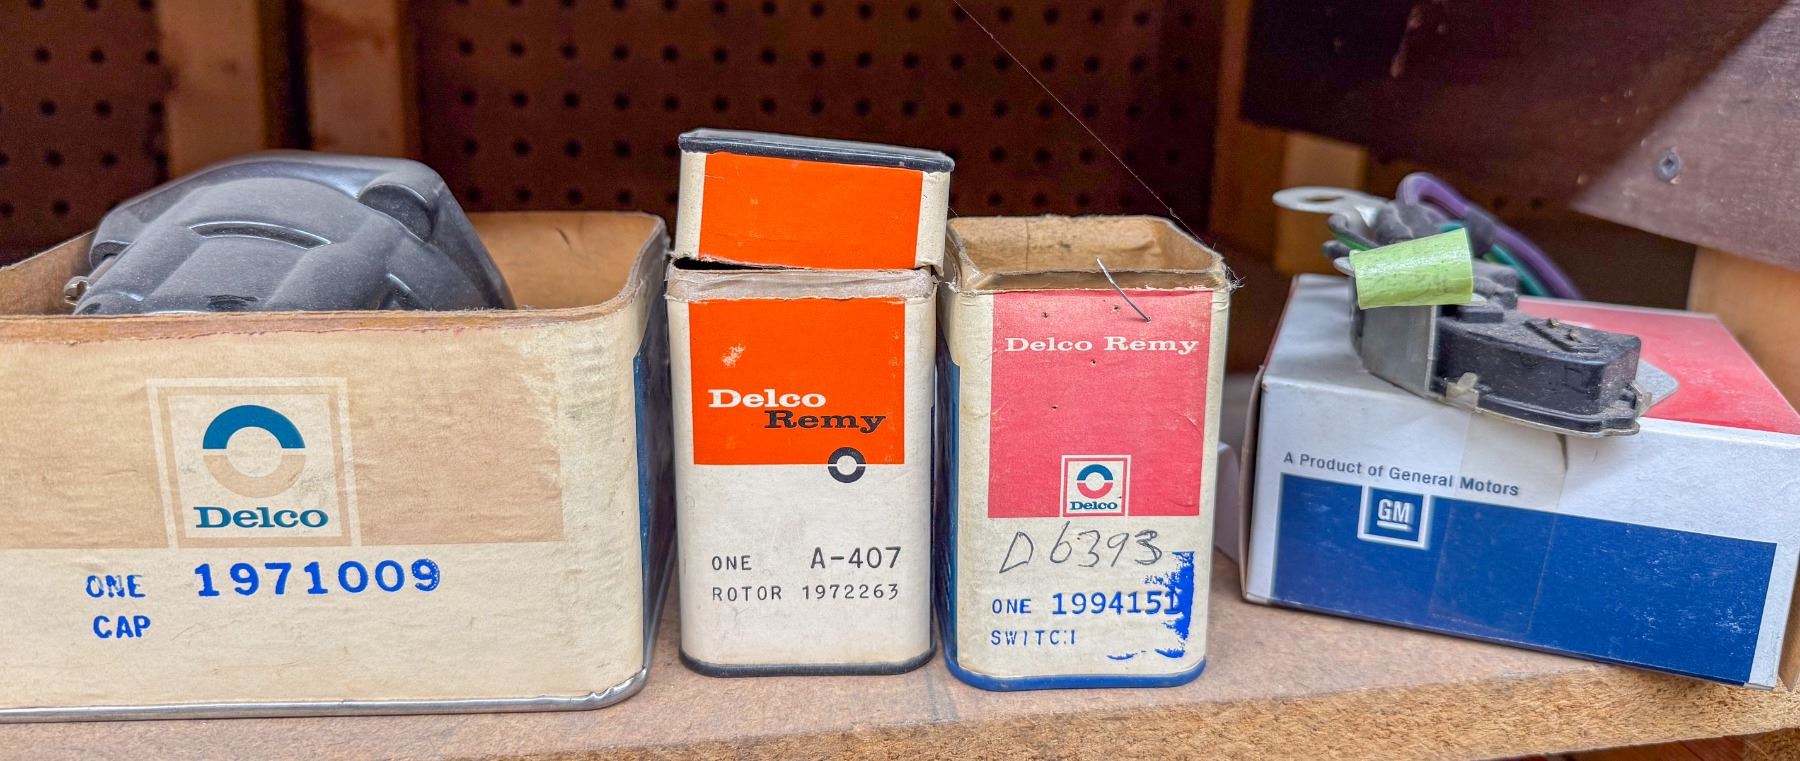 Delco
ONE 1971009
CAP
Delco
Remy
ONE A-407
ROTOR 1972263
Delco Remy
Delco
D6393
ONE 1994151
SWITCH
A Product of General Motors
GM